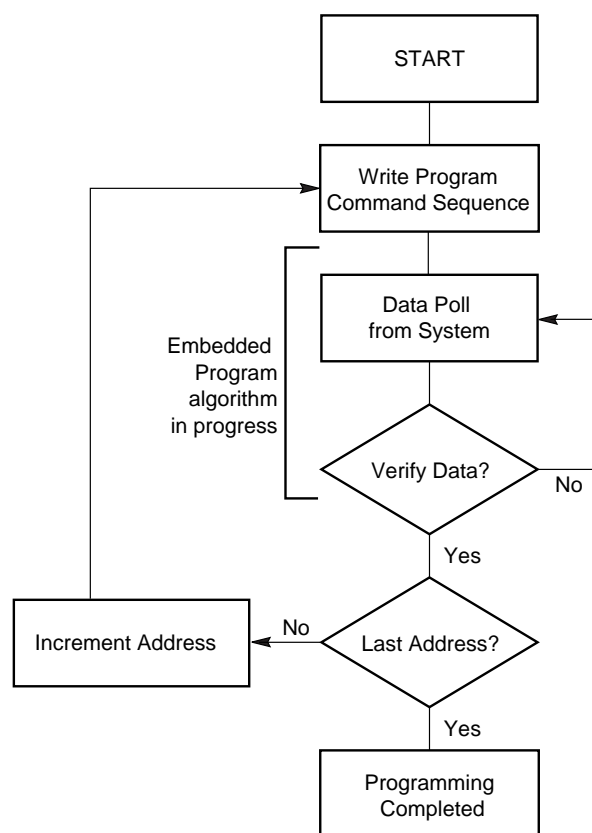 START
Write Program
Command Sequence
Data Poll
from System
Embedded
Program
algorithm
in progress
Verify Data?
No
Yes
Increment Address
No
Last Address?
Yes
Programming
Completed